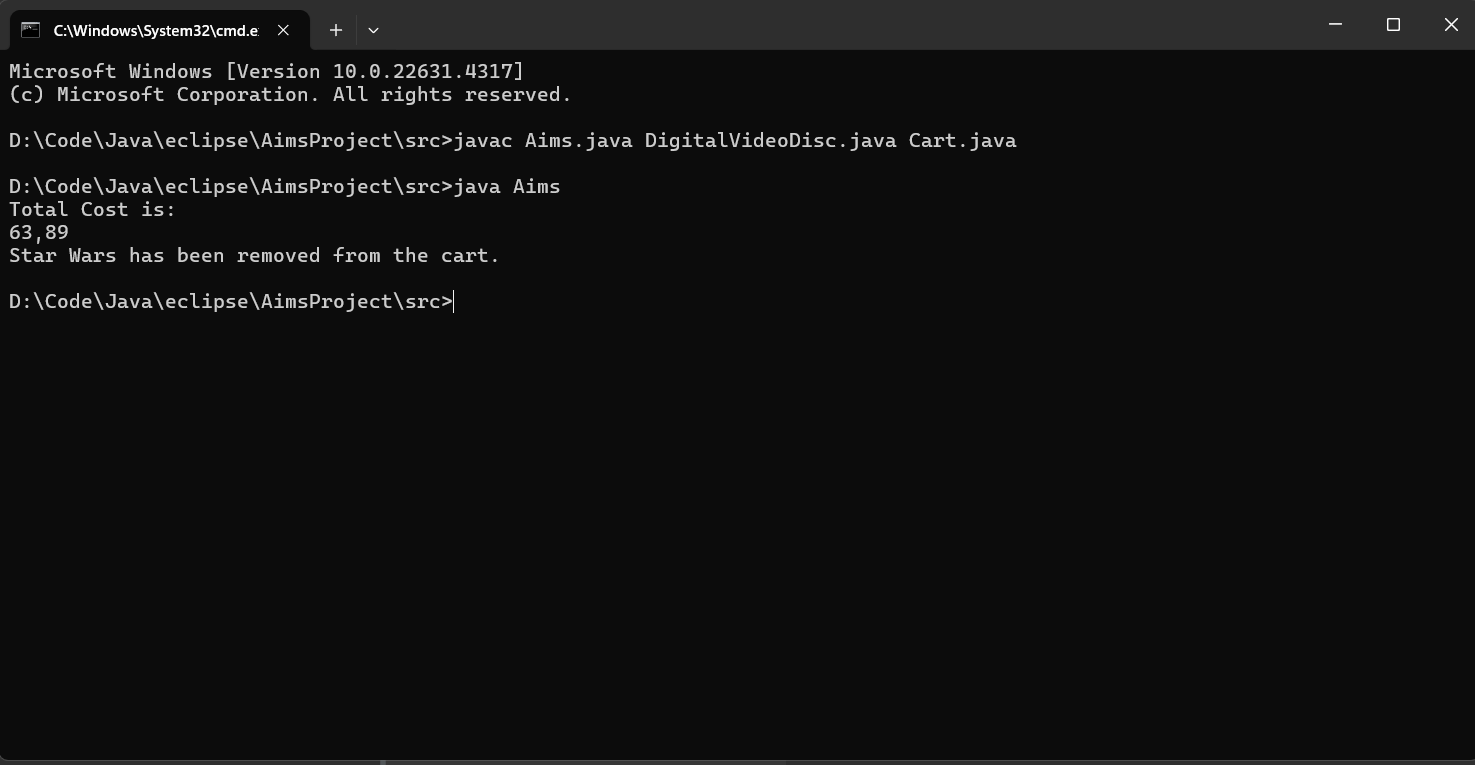 C:\Windows\System32\cmd.e
Microsoft Windows [Version 10.0.22631.4317]
(c) Microsoft Corporation. All rights reserved.
D:\Code\Java\eclipse\AimsProject\src>javac Aims.java DigitalVideoDisc.java Cart.java
D:\Code\Java\eclipse\AimsProject\src>java Aims
Total Cost is:
63,89
Star Wars has been removed from the cart.
D:\Code\Java\eclipse\AimsProject\src>